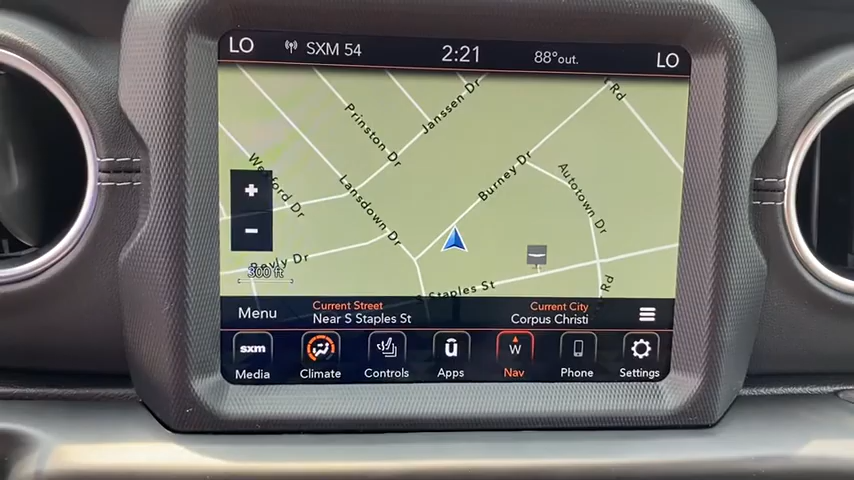 LO SXM 54 2:21 88°out. LO
Janssen Dr
Prinston Dr
Rd
Burney Dr
Autotown Dr
Lansdown Dr
Dr
+
-
Dr
300 ft
S Staples St
Rd
Current Street
Current City
Menu Near S Staples St Corpus Christi
sxm û W
Media Climate Controls Apps Nav Phone Settings